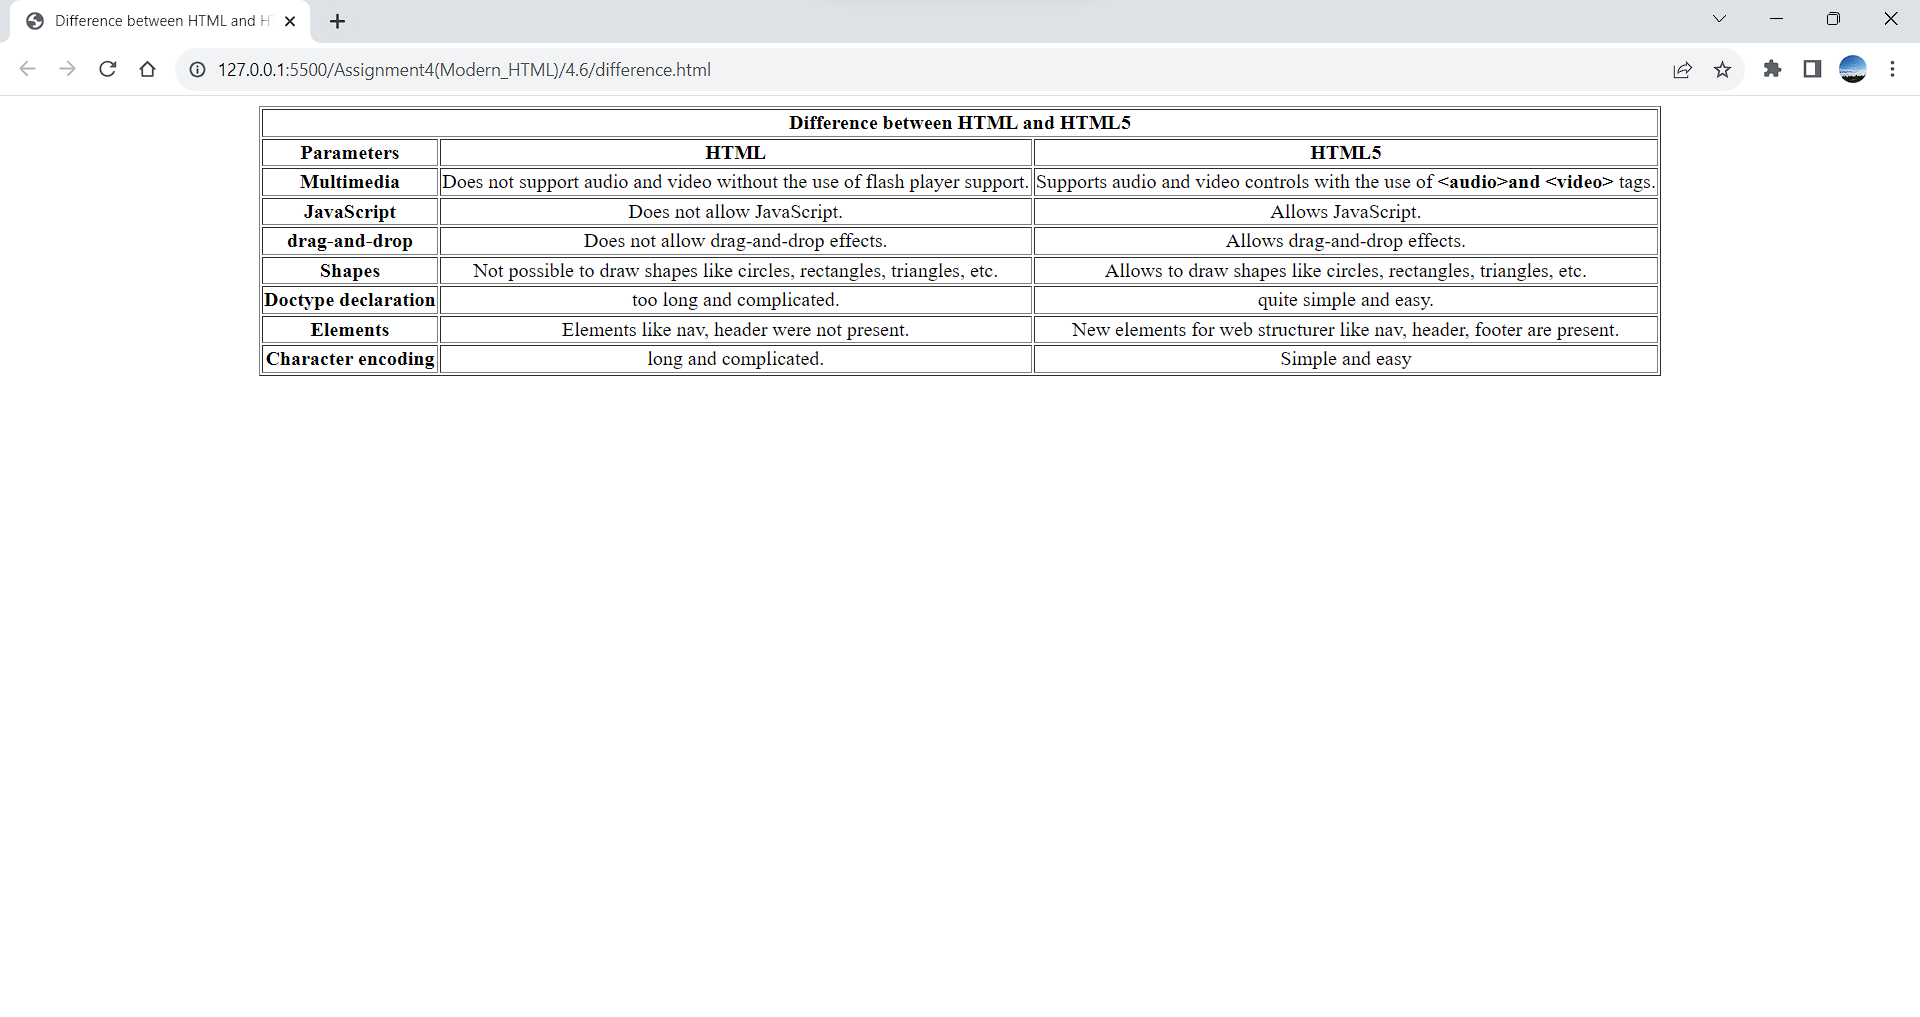 Difference between HTML and H
127.0.0.1:5500/Assignment4(Modern_HTML)/4.6/difference.html
Difference between HTML and HTML5
Parameters HTML HTML5
Multimedia Does not support audio and video without the use of flash player support. Supports audio and video controls with the use of <audio>and <video> tags.
JavaScript Does not allow JavaScript. Allows JavaScript.
drag-and-drop Does not allow drag-and-drop effects. Allows drag-and-drop effects.
Shapes Not possible to draw shapes like circles, rectangles, triangles, etc. Allows to draw shapes like circles, rectangles, triangles, etc.
Doctype declaration too long and complicated. quite simple and easy.
Elements Elements like nav, header were not present. New elements for web structurer like nav, header, footer are present.
Character encoding long and complicated. Simple and easy